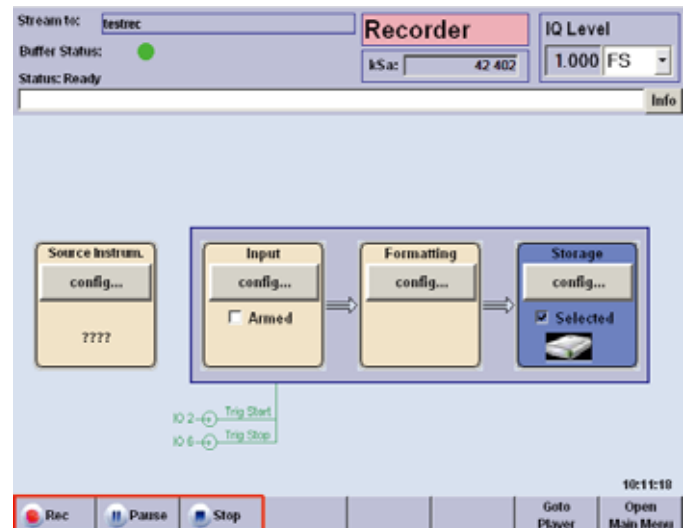 Stream to: testrec
Recorder
IQ Level
Buffer Status:
kSa: 42 402
1.000 FS
Status: Ready
Info
Source Instrum.
config...
????
Input
config...
Armed
Formatting
config...
Storage
config...
Selected
IO 2 Trig Start
IO 6 Trig Stop
10:11:18
Rec
Pause
Stop
Goto
Player
Open
Main Menu